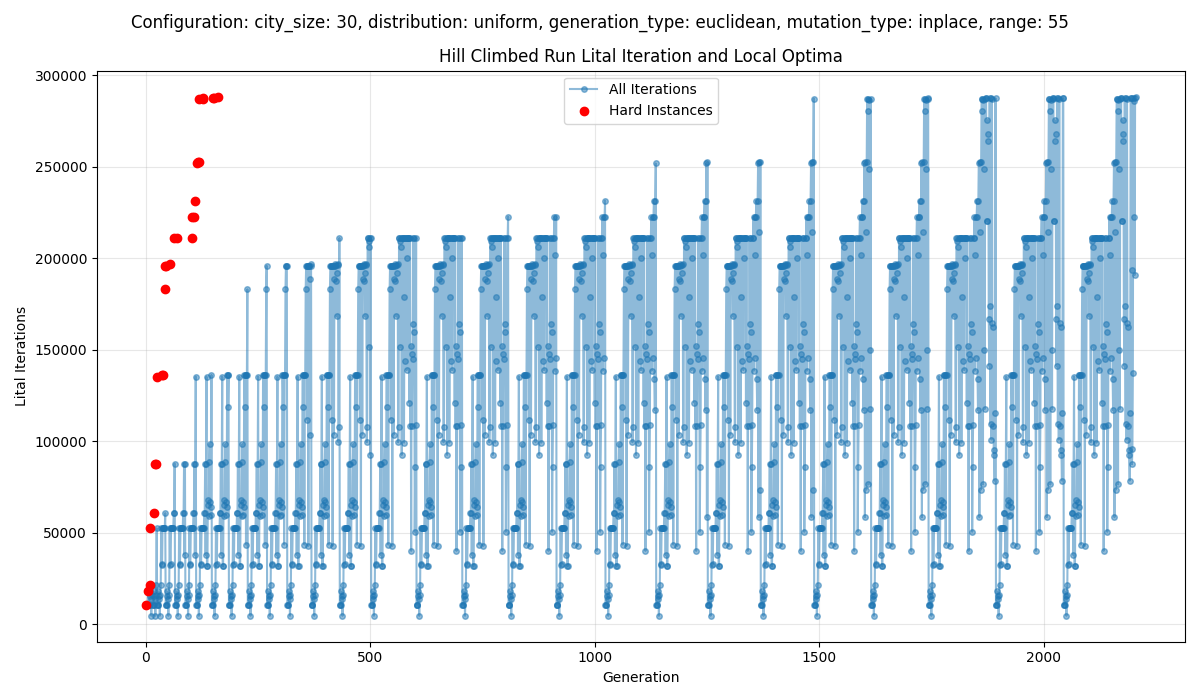 Configuration: city_size: 30, distribution: uniform, generation_type: euclidean, mutation_type: inplace, range: 55
Hill Climbed Run Lital Iteration and Local Optima
300000
250000
200000
150000
100000
50000
0
Lital Iterations
All Iterations
Hard Instances
0
500
1000
1500
2000
Generation